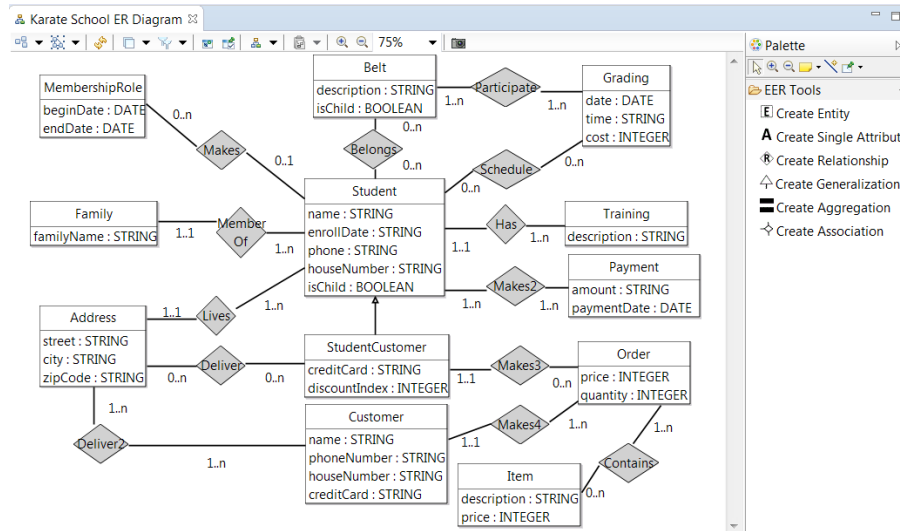 Karate School ER Diagram
75%
Palette
EER Tools
E Create Entity
A Create Single Attribut
R Create Relationship
Create Generalization
Create Aggregation
Create Association
MembershipRole
beginDate : DATE
endDate : DATE
0..n
Makes
0..1
Belt
description : STRING
isChild : BOOLEAN
1..n
Participate
1..n
Grading
date : DATE
time : STRING
cost : INTEGER
0..n
Belongs
0..n
0..n
Schedule
0..n
Student
name : STRING
enrollDate : STRING
phone : STRING
houseNumber : STRING
isChild : BOOLEAN
Family
familyName : STRING
1..1
Member
Of
1..n
1..1
Has
1..n
Training
description : STRING
1..n
Makes2
1..n
Payment
amount : STRING
paymentDate : DATE
1..1
Lives
1..n
Address
street : STRING
city : STRING
zipCode : STRING
0..n
Deliver
0..n
StudentCustomer
creditCard : STRING
discountIndex : INTEGER
1..1
Makes3
0..n
Order
price : INTEGER
quantity : INTEGER
1..n
Deliver2
1..n
Customer
name : STRING
phoneNumber : STRING
houseNumber : STRING
creditCard : STRING
1..1
Makes4
1..n
1..n
Contains
0..n
Item
description : STRING
price : INTEGER